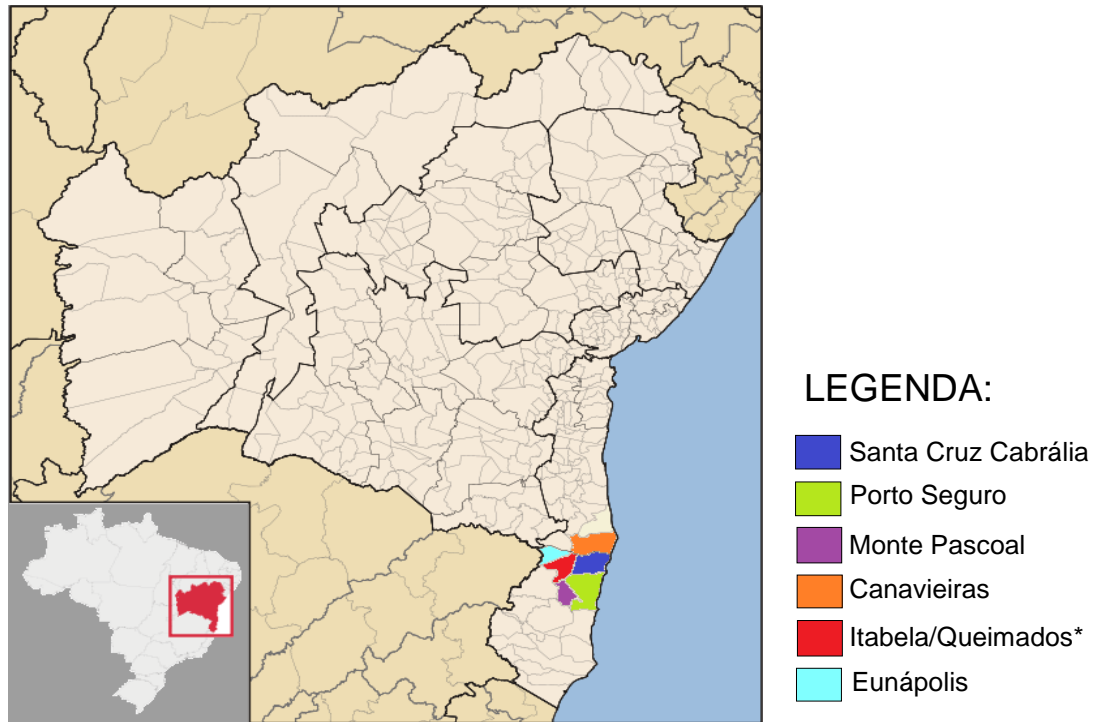 LEGENDA:
Santa Cruz Cabrália
Porto Seguro
Monte Pascoal
Canavieiras
Itabela/Queimados*
Eunápolis